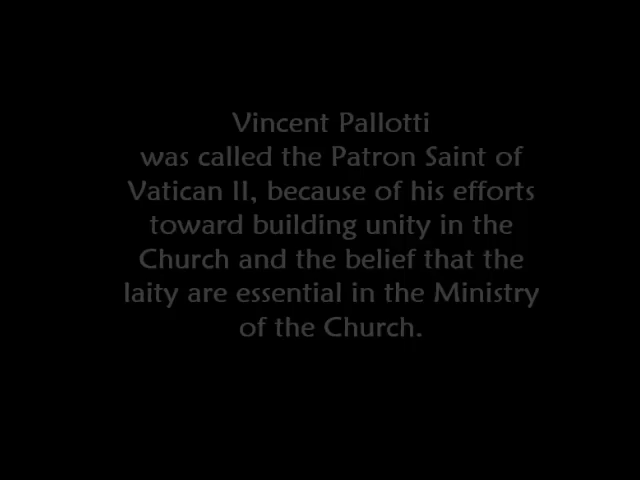 Vincent Pallotti
was called the Patron Saint of
Vatican II, because of his efforts
toward building unity in the
Church and the belief that the
laity are essential in the Ministry
of the Church.